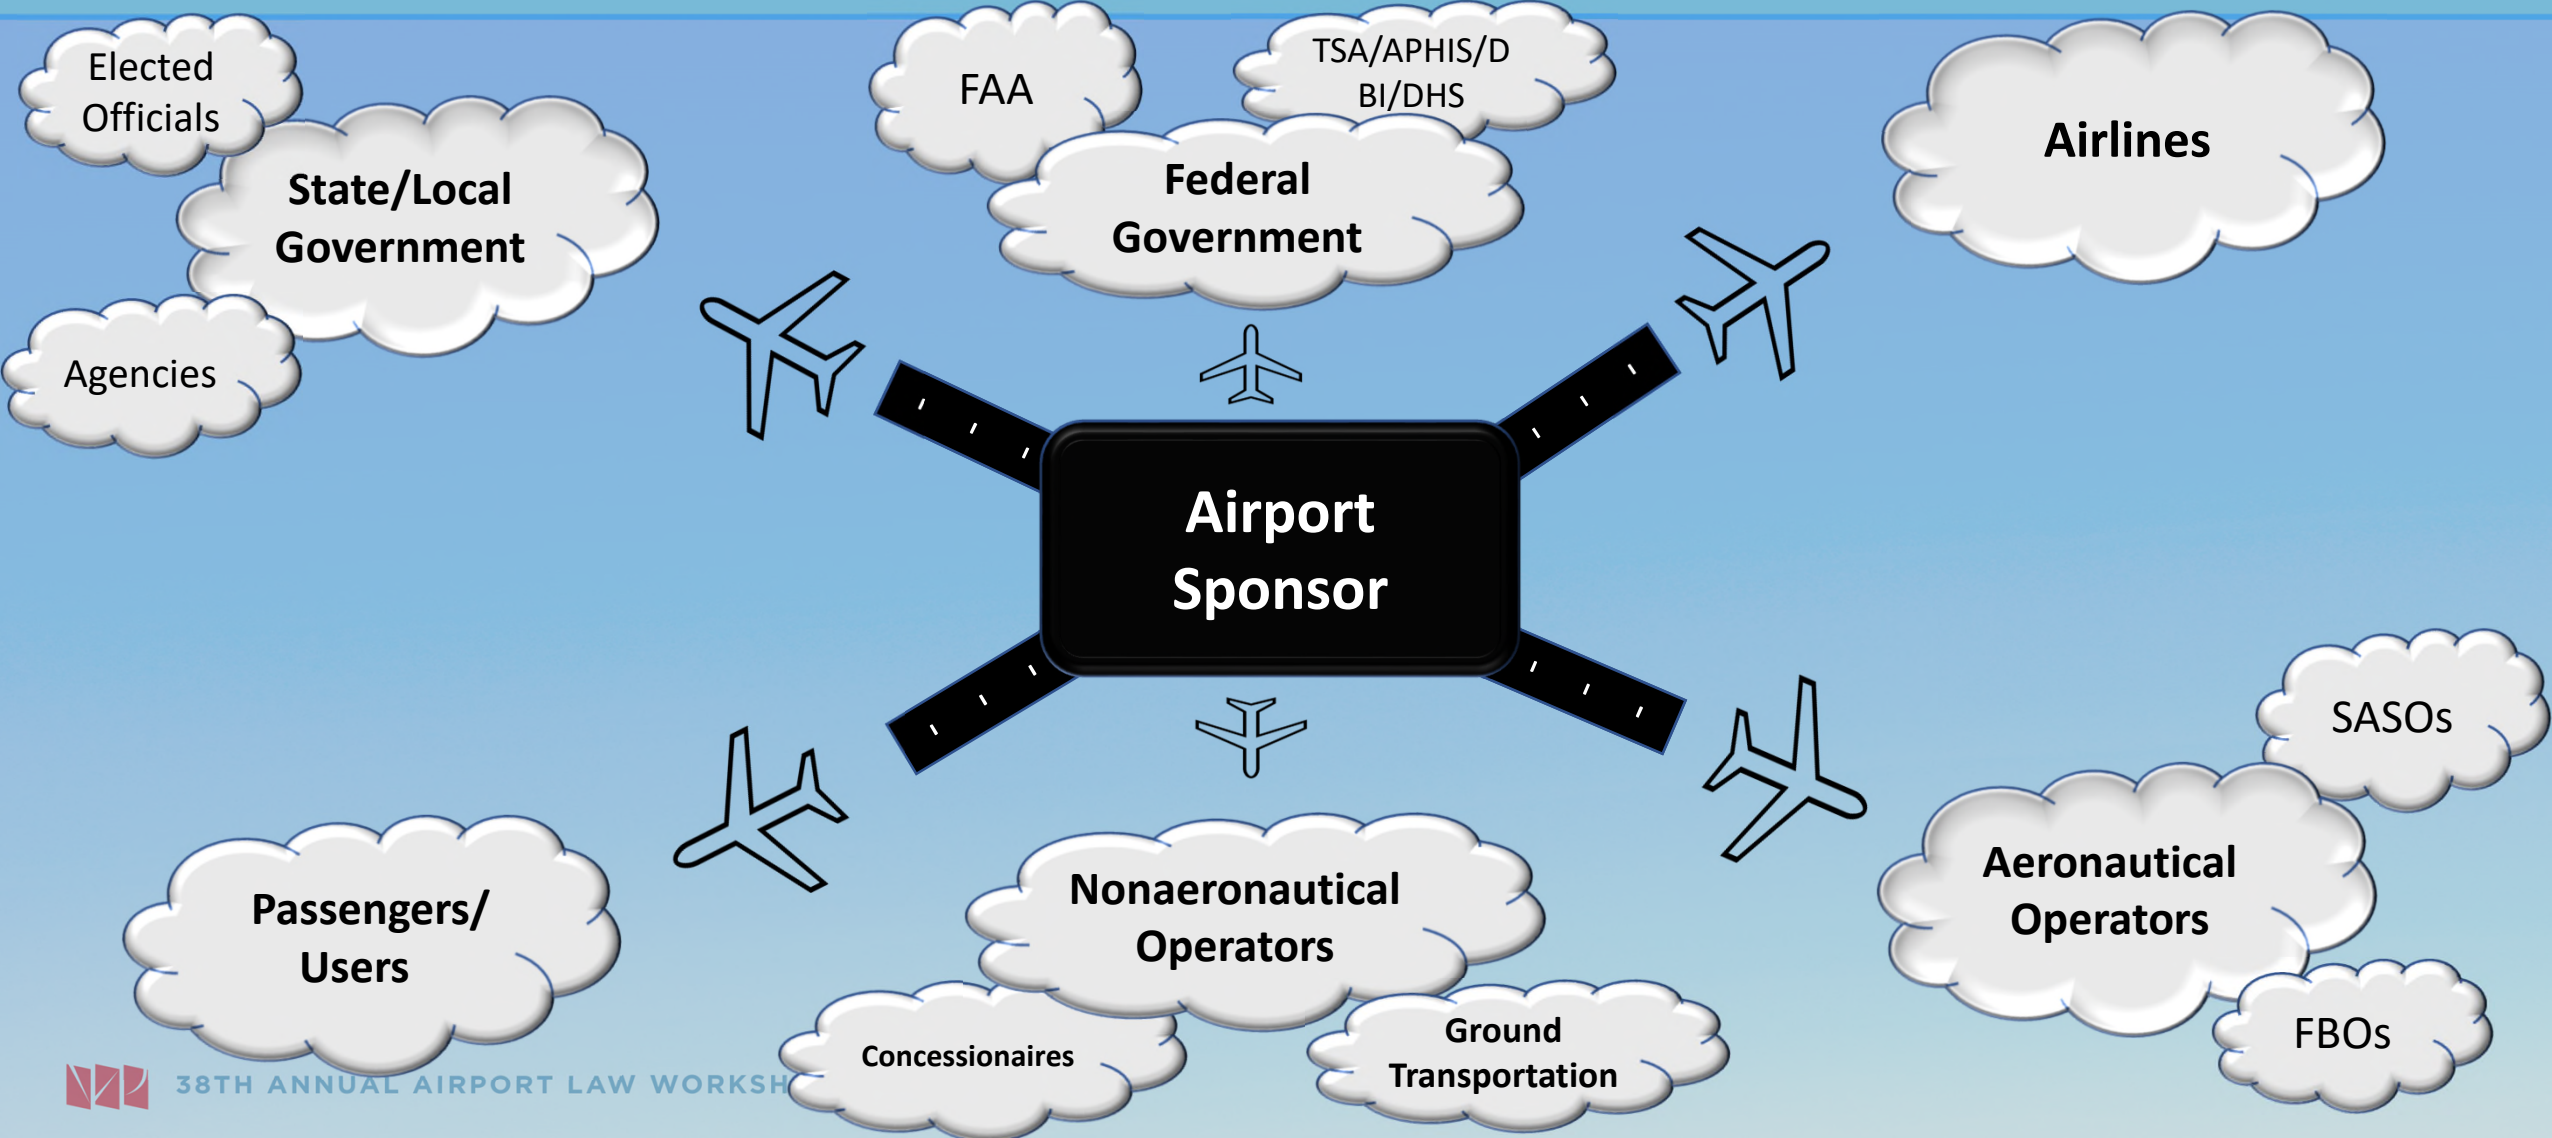 Elected
Officials
State/Local
Government
Agencies
FAA
TSA/APHIS/D
BI/DHS
Federal
Government
Airlines
Airport
Sponsor
Passengers/
Users
Nonaeronautical
Operators
Concessionaires
Ground
Transportation
Aeronautical
Operators
SASOs
FBOs
38TH ANNUAL AIRPORT LAW WORKSH